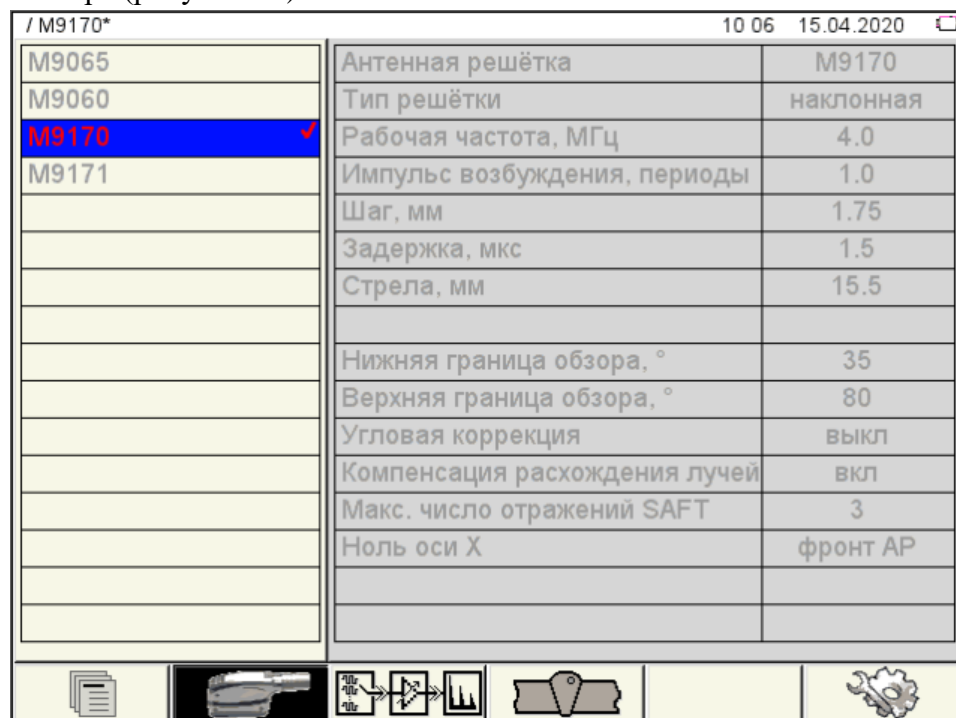 / M9170*
10 06 15.04.2020
M9065
M9060
M9170
M9171
Антенная решётка M9170
Тип решётки наклонная
Рабочая частота, МГц 4.0
Импульс возбуждения, периоды 1.0
Шаг, мм 1.75
Задержка, мкс 1.5
Стрела, мм 15.5
Нижняя граница обзора, ° 35
Верхняя граница обзора, ° 80
Угловая коррекция выкл
Компенсация расхождения лучей вкл
Макс. число отражений SAFT 3
Ноль оси X фронт АР